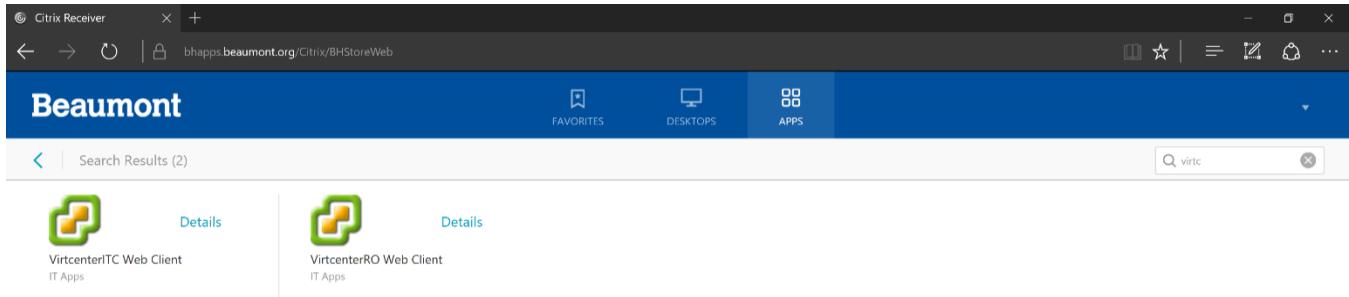 Citrix Receiver
bhapps.beaumont.org/Citrix/BHStoreWeb
Beaumont
FAVORITES
DESKTOPS
APPS
Search Results (2)
virtc
Details
VirtcenterITC Web Client
IT Apps
Details
VirtcenterRO Web Client
IT Apps